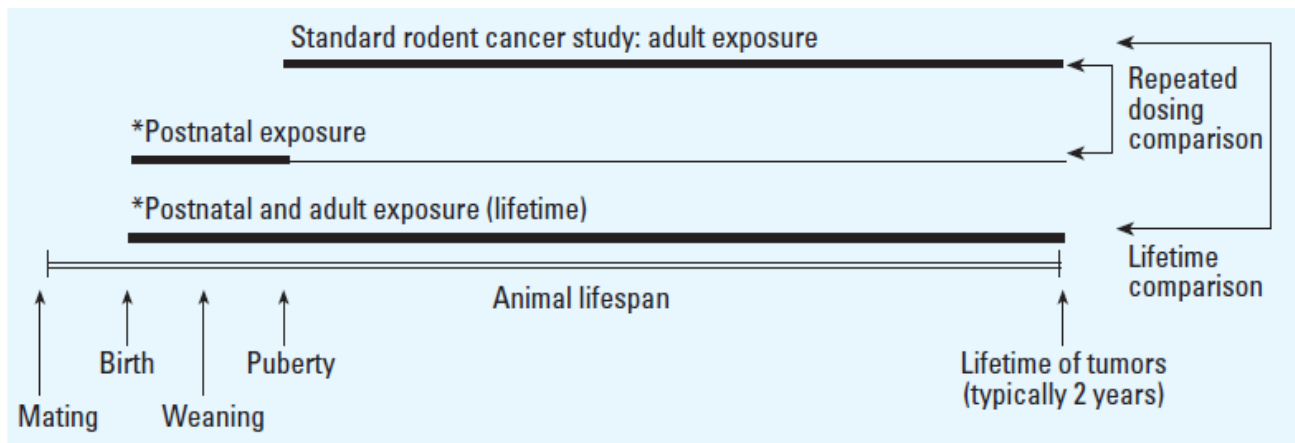 Standard rodent cancer study: adult exposure
Repeated
dosing
comparison
*Postnatal exposure
*Postnatal and adult exposure (lifetime)
Lifetime
comparison
Animal lifespan
Birth
Puberty
Lifetime of tumors
(typically 2 years)
Mating
Weaning